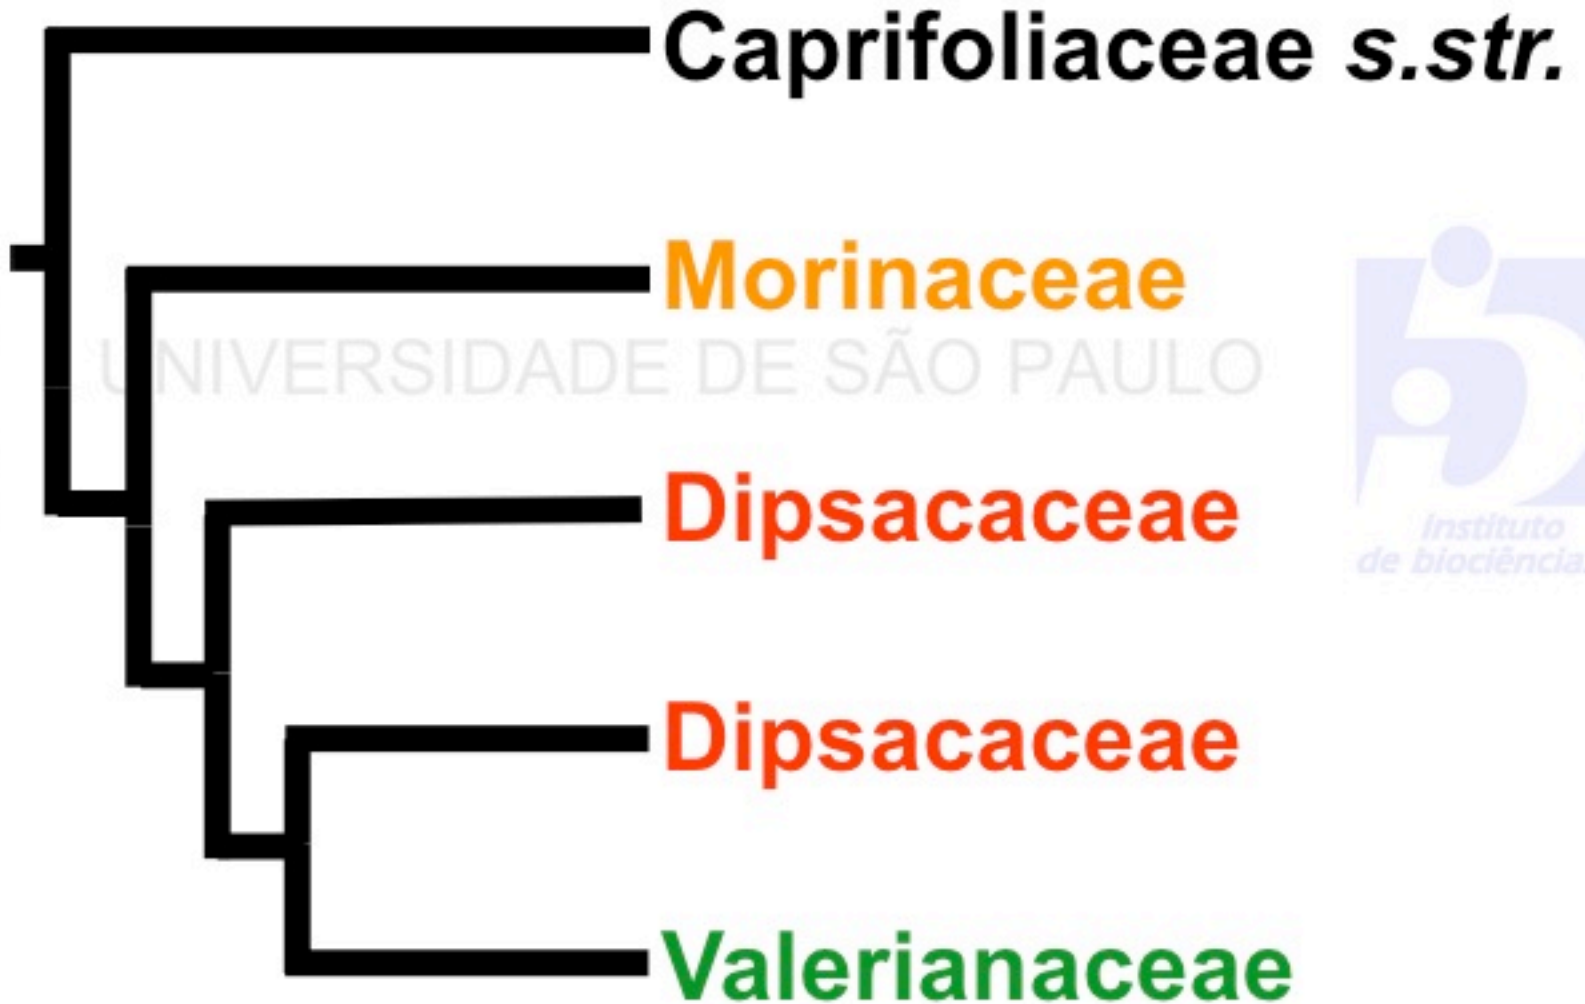 Caprifoliaceae s.str.
Morinaceae
UNIVERSIDADE DE SÃO PAULO
Dipsacaceae
instituto
de biociências
Dipsacaceae
Valerianaceae